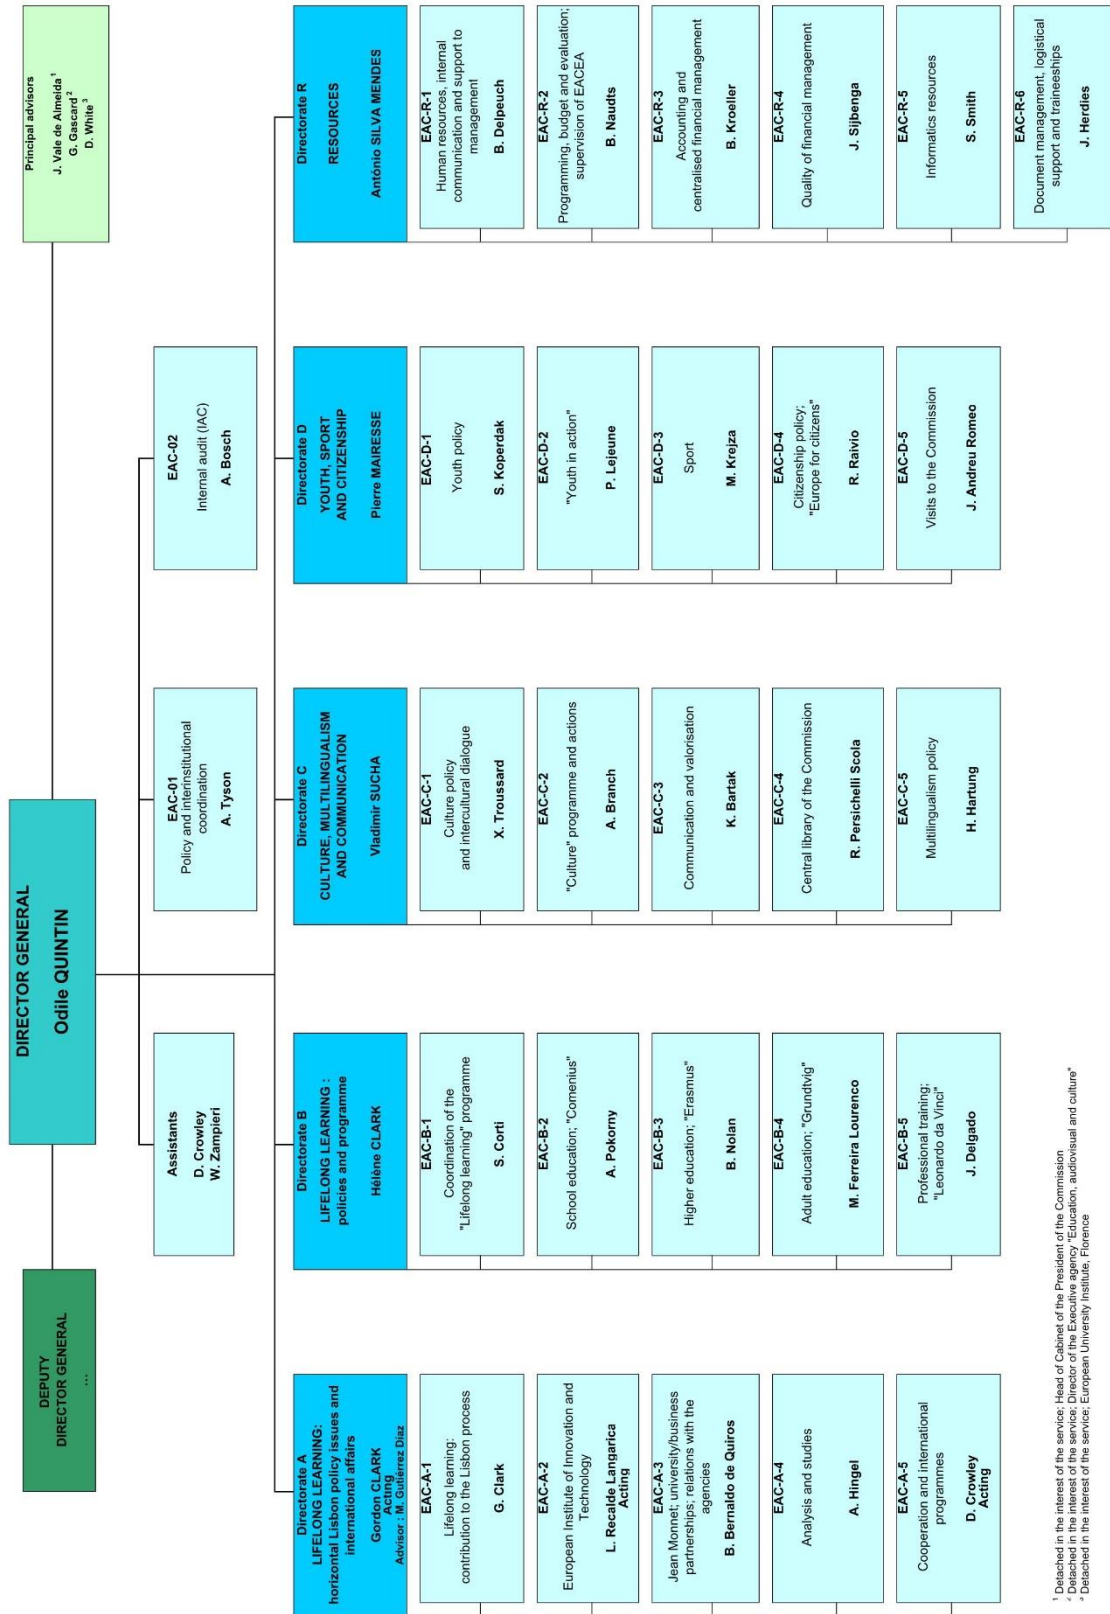 DIRECTOR GENERAL
Odile QUINTIN
DEPUTY
DIRECTOR GENERAL
...
Principal advisors
J. Vale de Almeida ¹
G. Gascard ²
D. White ³
Assistants
D. Crowley
W. Zampieri
EAC-01
Policy and interinstitutional
coordination
A. Tyson
EAC-02
Internal audit (IAC)
A. Bosch
Directorate A
LIFELONG LEARNING:
horizontal Lisbon policy issues and
international affairs
Gordon CLARK
Acting
Advisor : M. Gutiérrez Díaz
EAC-A-1
Lifelong learning:
contribution to the Lisbon process
G. Clark
EAC-A-2
European Institute of Innovation and
Technology
L. Recalde Langarica
Acting
EAC-A-3
Jean Monnet; university/business
partnerships; relations with the
agencies
B. Bernaldo de Quiros
EAC-A-4
Analysis and studies
A. Hingel
EAC-A-5
Cooperation and international
programmes
D. Crowley
Acting
Directorate B
LIFELONG LEARNING :
policies and programme
Hélène CLARK
EAC-B-1
Coordination of the
"Lifelong learning" programme
S. Corti
EAC-B-2
School education; "Comenius"
A. Pokorny
EAC-B-3
Higher education; "Erasmus"
B. Nolan
EAC-B-4
Adult education; "Grundtvig"
M. Ferreira Lourenco
EAC-B-5
Professional training;
"Leonardo da Vinci"
J. Delgado
Directorate C
CULTURE, MULTILINGUALISM
AND COMMUNICATION
Vladimir SUCHA
EAC-C-1
Culture policy
and intercultural dialogue
X. Troussard
EAC-C-2
"Culture" programme and actions
A. Branch
EAC-C-3
Communication and valorisation
K. Bartak
EAC-C-4
Central library of the Commission
R. Persichelli Scola
EAC-C-5
Multilingualism policy
H. Hartung
Directorate D
YOUTH, SPORT
AND CITIZENSHIP
Pierre MAIRESSE
EAC-D-1
Youth policy
S. Koperdak
EAC-D-2
"Youth in action"
P. Lejeune
EAC-D-3
Sport
M. Krejza
EAC-D-4
Citizenship policy;
"Europe for citizens"
R. Raivio
EAC-D-5
Visits to the Commission
J. Andreu Romeo
Directorate R
RESOURCES
António SILVA MENDES
EAC-R-1
Human resources, internal
communication and support to
management
B. Delpeuch
EAC-R-2
Programming, budget and evaluation;
supervision of EACEA
B. Naudts
EAC-R-3
Accounting and
centralised financial management
B. Kroeller
EAC-R-4
Quality of financial management
J. Sijbenga
EAC-R-5
Informatics resources
S. Smith
EAC-R-6
Document management, logistical
support and traineeships
J. Herdies
¹ Detached in the interest of the service; Head of Cabinet of the President of the Commission
² Detached in the interest of the service; Director of the Executive agency "Education, audiovisual and culture"
³ Detached in the interest of the service; European University Institute, Florence